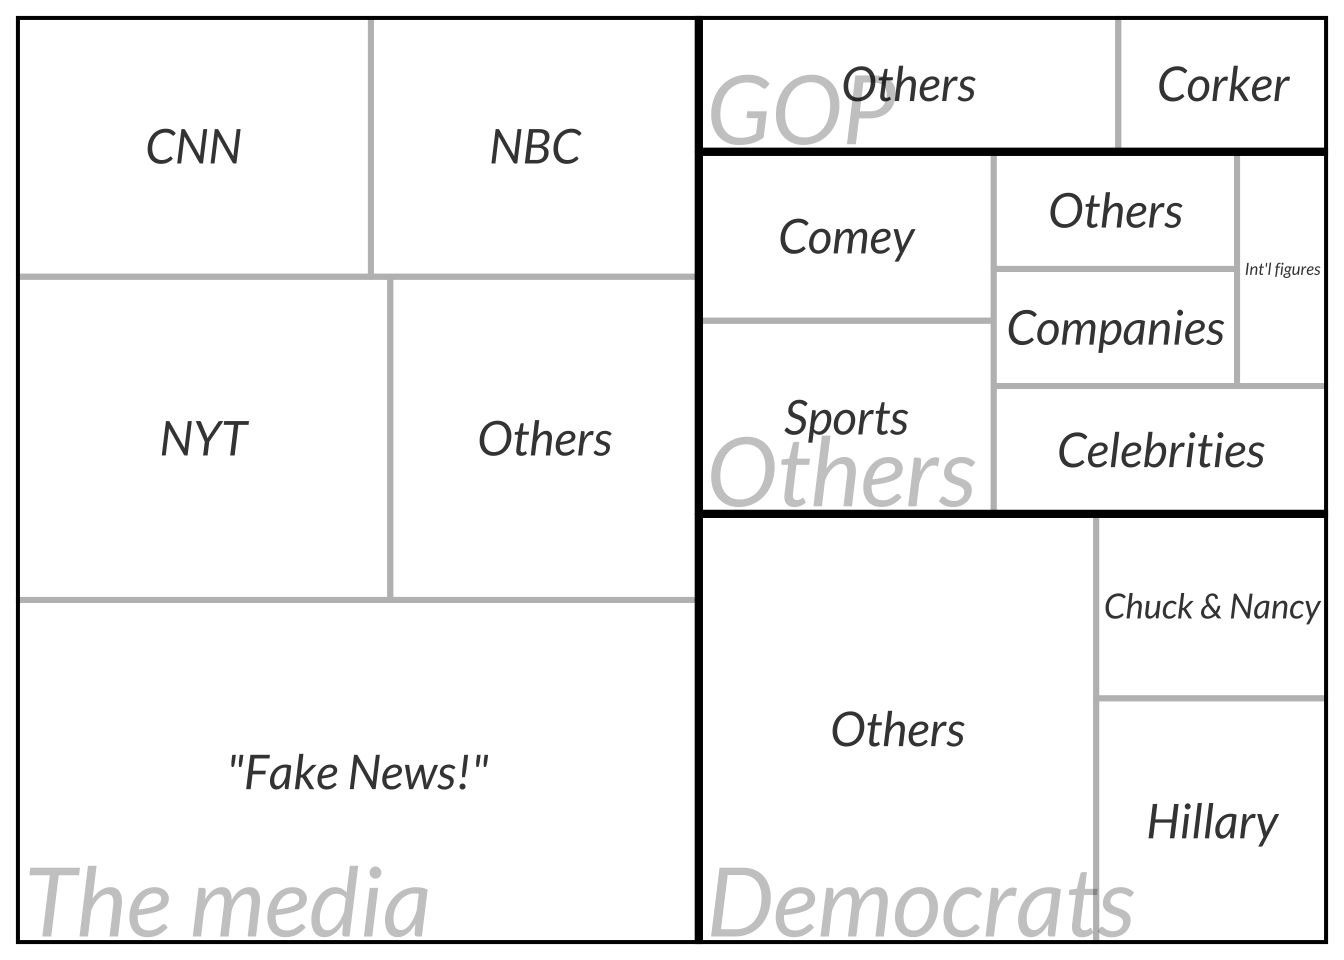 CNN
NBC
NYT
Others
"Fake News!"
The media
Others
Corker
GOP
Comey
Others
Int'l figures
Companies
Sports
Celebrities
Others
Others
Chuck & Nancy
Hillary
Democrats